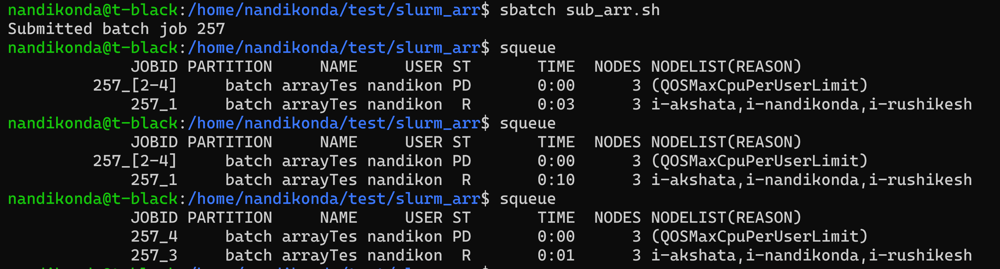 nandikonda@t-black:/home/nandikonda/test/slurm_arr$ sbatch sub_arr.sh
Submitted batch job 257
nandikonda@t-black:/home/nandikonda/test/slurm_arr$ squeue
             JOBID PARTITION     NAME     USER ST       TIME  NODES NODELIST(REASON)
         257_[2-4]     batch arrayTes nandikon PD       0:00      3 (QOSMaxCpuPerUserLimit)
             257_1     batch arrayTes nandikon  R       0:03      3 i-akshata,i-nandikonda,i-rushikesh
nandikonda@t-black:/home/nandikonda/test/slurm_arr$ squeue
             JOBID PARTITION     NAME     USER ST       TIME  NODES NODELIST(REASON)
         257_[2-4]     batch arrayTes nandikon PD       0:00      3 (QOSMaxCpuPerUserLimit)
             257_1     batch arrayTes nandikon  R       0:10      3 i-akshata,i-nandikonda,i-rushikesh
nandikonda@t-black:/home/nandikonda/test/slurm_arr$ squeue
             JOBID PARTITION     NAME     USER ST       TIME  NODES NODELIST(REASON)
             257_4     batch arrayTes nandikon PD       0:00      3 (QOSMaxCpuPerUserLimit)
             257_3     batch arrayTes nandikon  R       0:01      3 i-akshata,i-nandikonda,i-rushikesh